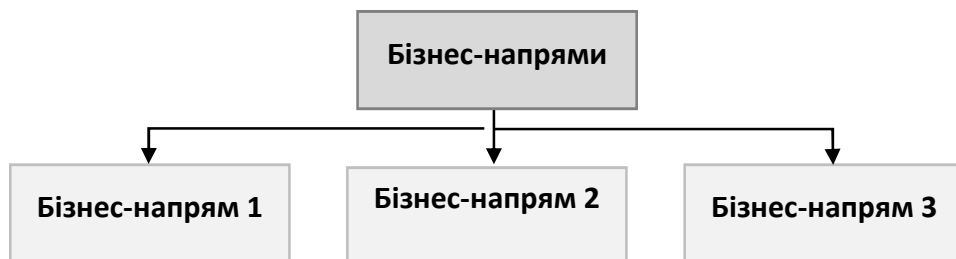 Бізнес-напрями
Бізнес-напрям 1
Бізнес-напрям 2
Бізнес-напрям 3